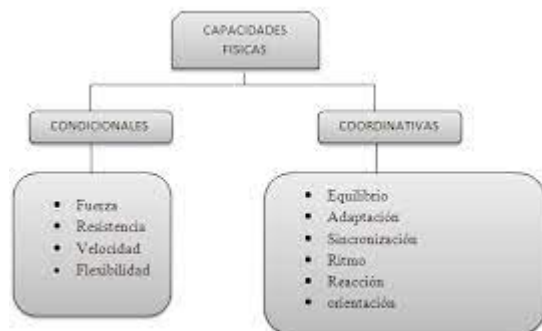 CAPACIDADES
FISICAS
CONDICIONALES
COORDINATIVAS
• Fuerza
• Resistencia
• Velocidad
• Flexibilidad
• Equilibrio
• Adaptación
• Sincronización
• Ritmo
• Reacción
• orientación